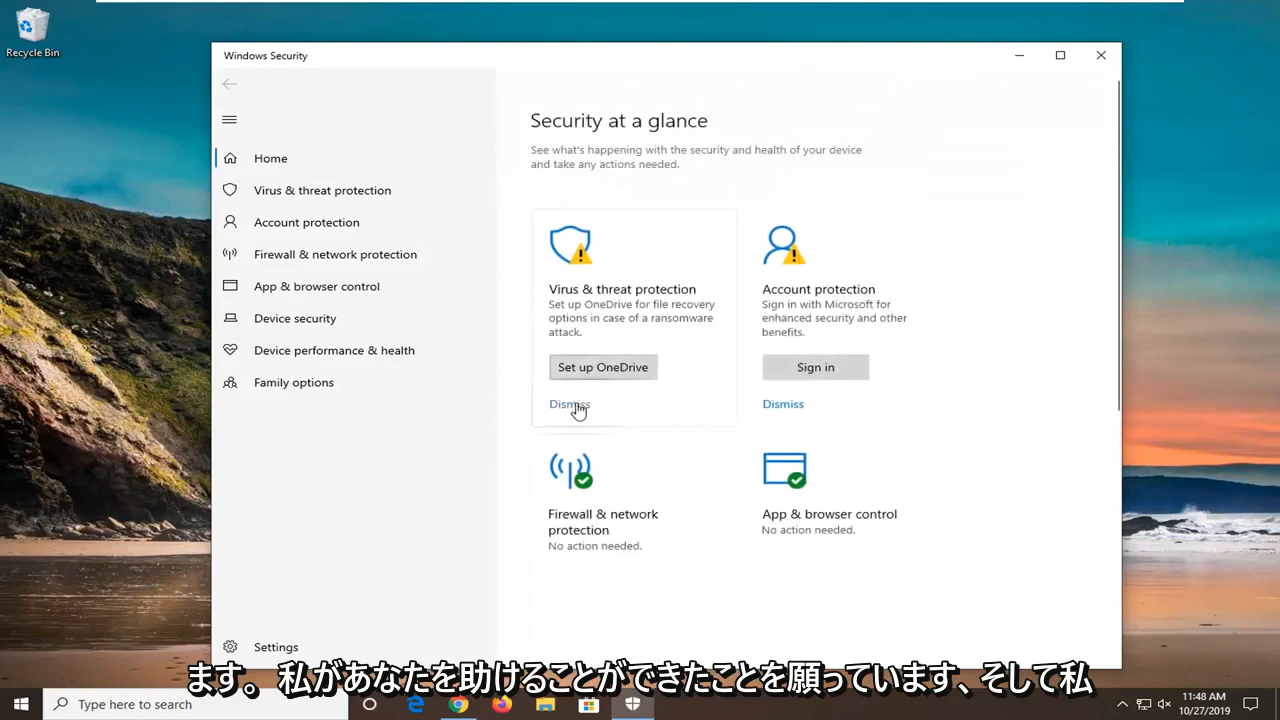 Recycle Bin
Windows Security
Home
Virus & threat protection
Account protection
Firewall & network protection
App & browser control
Device security
Device performance & health
Family options
Settings
Security at a glance
See what's happening with the security and health of your device
and take any actions needed.
Virus & threat protection
Set up OneDrive for file recovery
options in case of a ransomware
attack.
Set up OneDrive
Dismiss
Account protection
Sign in with Microsoft for
enhanced security and other
benefits.
Sign in
Dismiss
Firewall & network
protection
No action needed.
App & browser control
No action needed.
ます。 私があなたを助けることができたことを願っています、そして私
Type here to search
11:48 AM
10/27/2019